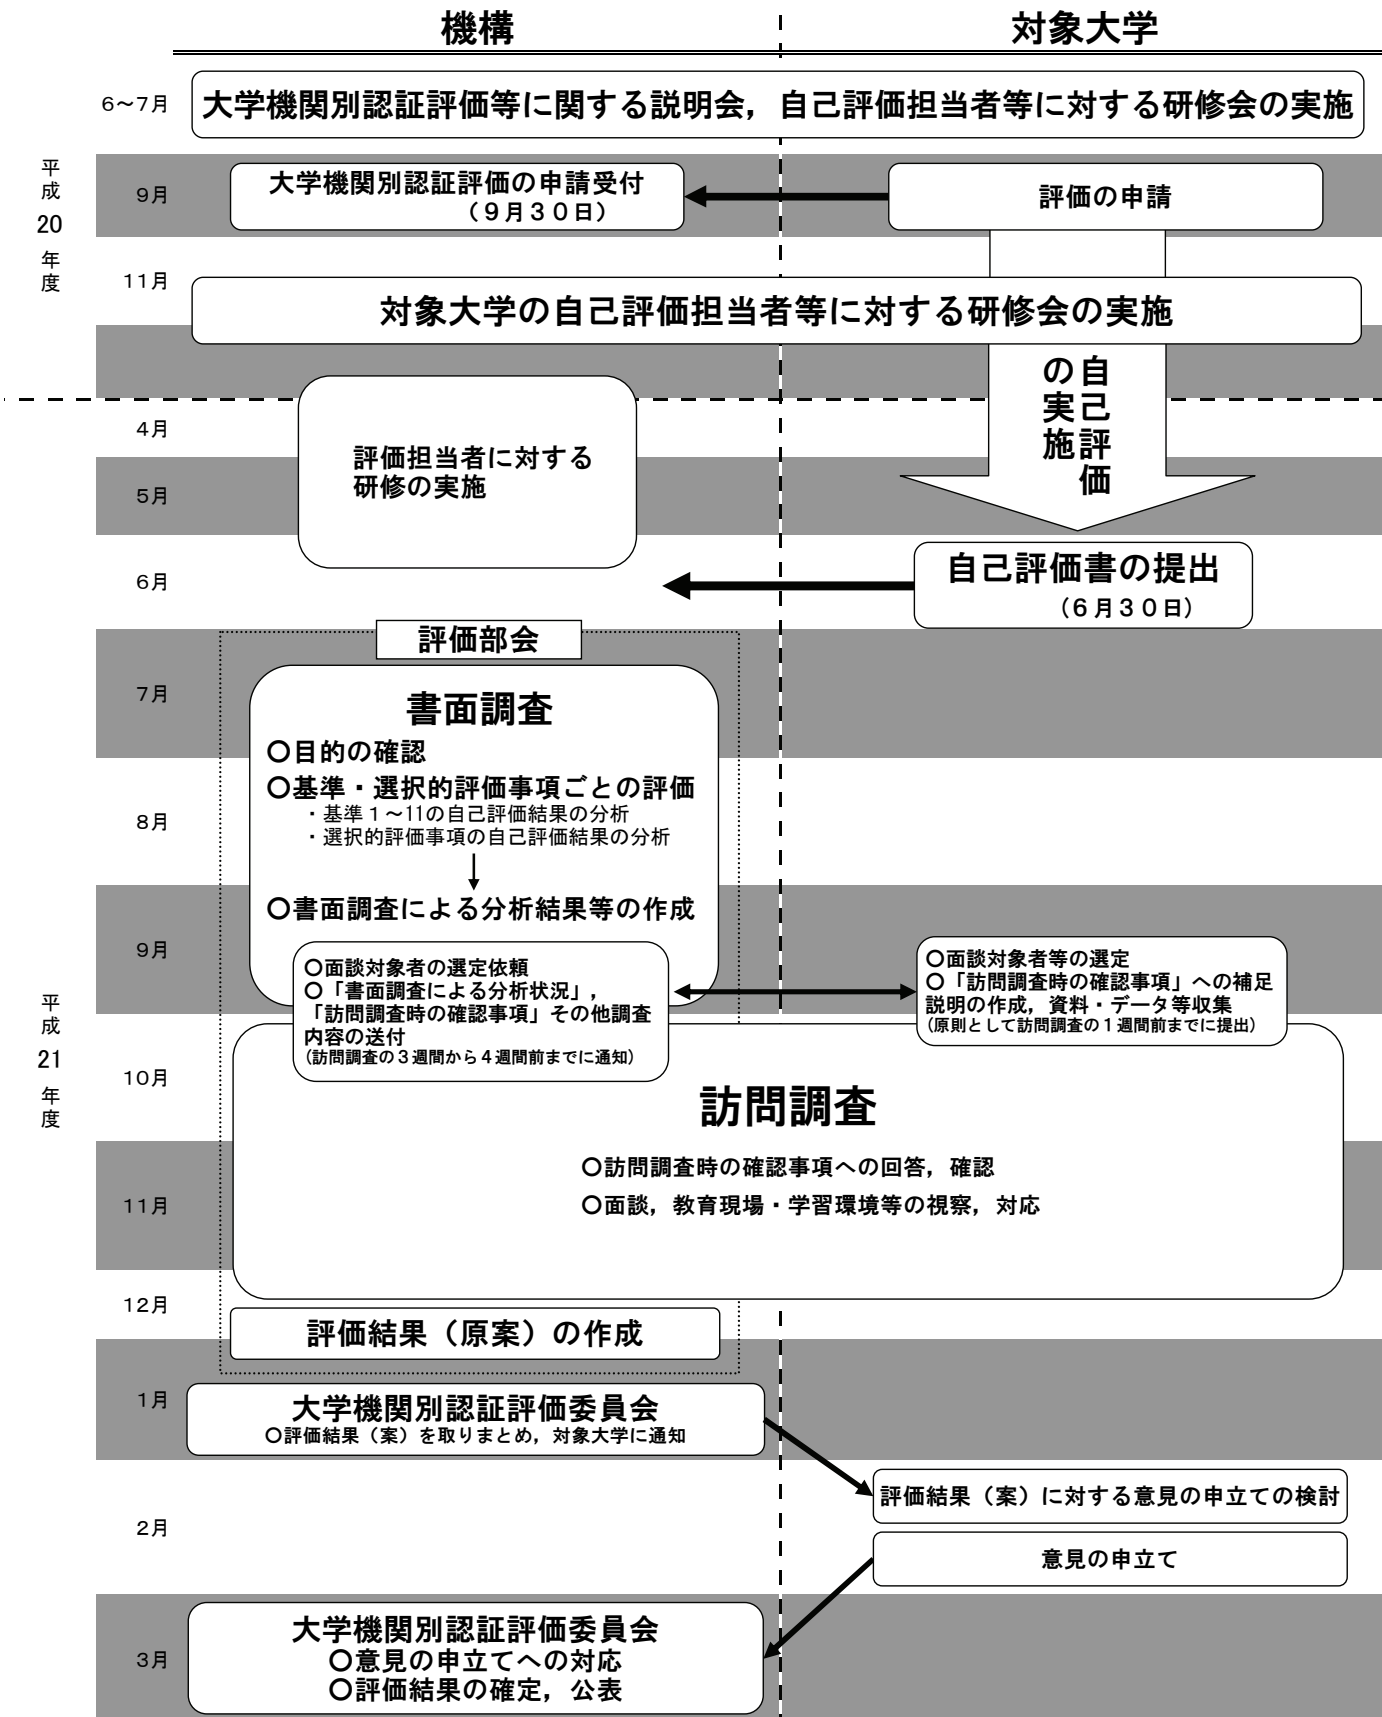 機構
対象大学
6～7月
大学機関別認証評価等に関する説明会，自己評価担当者等に対する研修会の実施
平成20年度
9月
大学機関別認証評価の申請受付
（９月３０日）
評価の申請
11月
対象大学の自己評価担当者等に対する研修会の実施
自己評価
の実施
4月
評価担当者に対する
研修の実施
5月
6月
自己評価書の提出
（６月３０日）
評価部会
7月
書面調査
○目的の確認
○基準・選択的評価事項ごとの評価
・基準１～11の自己評価結果の分析
・選択的評価事項の自己評価結果の分析
8月
○書面調査による分析結果等の作成
9月
○面談対象者の選定依頼
○「書面調査による分析状況」，
「訪問調査時の確認事項」その他調査
内容の送付
(訪問調査の３週間から４週間前までに通知)
○面談対象者等の選定
○「訪問調査時の確認事項」への補足
説明の作成，資料・データ等収集
(原則として訪問調査の１週間前までに提出)
平成21年度
10月
訪問調査
○訪問調査時の確認事項への回答，確認
○面談，教育現場・学習環境等の視察，対応
11月
12月
評価結果（原案）の作成
1月
大学機関別認証評価委員会
○評価結果（案）を取りまとめ，対象大学に通知
評価結果（案）に対する意見の申立ての検討
2月
意見の申立て
3月
大学機関別認証評価委員会
○意見の申立てへの対応
○評価結果の確定，公表